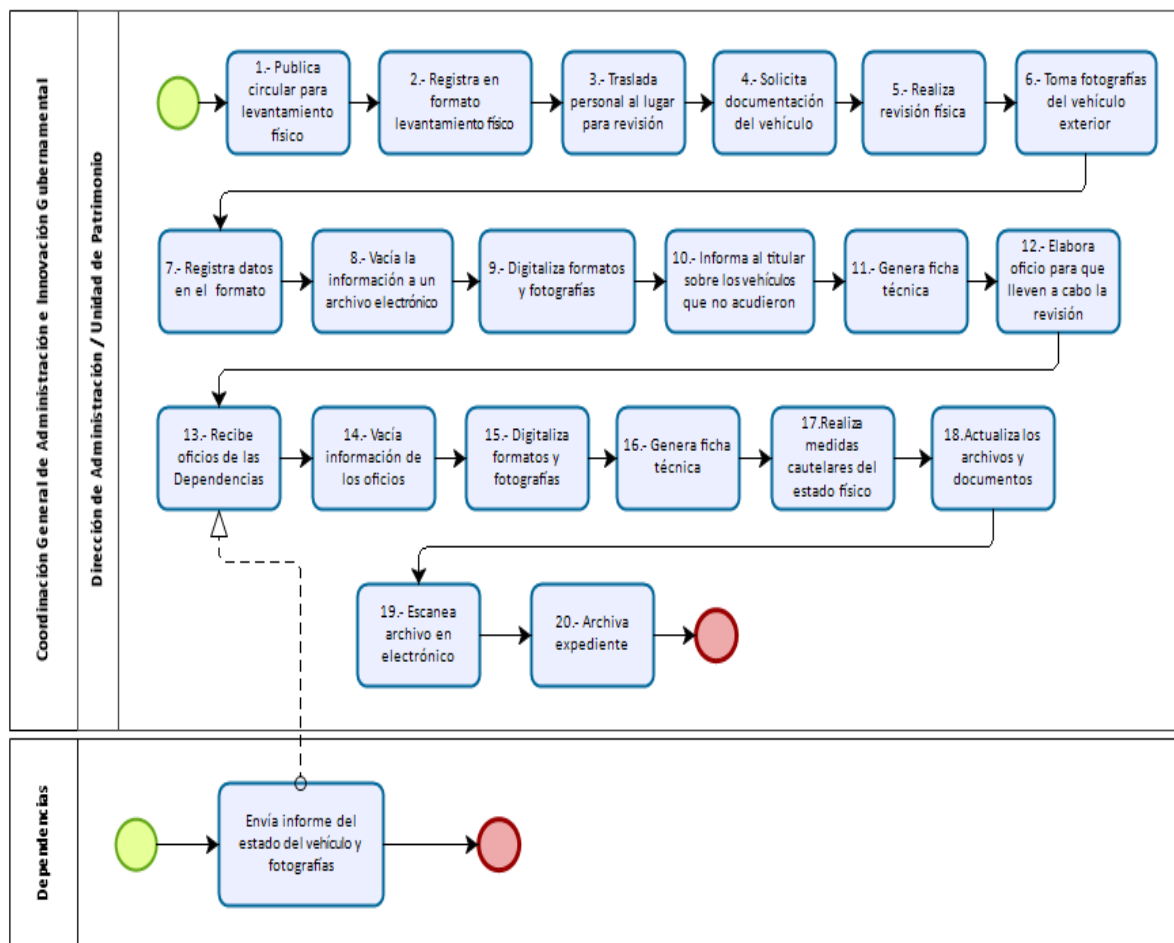 Coordinación General de Administración e Innovación Gubernamental
Dirección de Administración / Unidad de Patrimonio
1.- Publica
circular para
levantamiento
físico
2.- Registra en
formato
levantamiento físico
3.- Traslada
personal al lugar
para revisión
4.- Solicita
documentación
del vehículo
5.- Realiza
revisión física
6.- Toma fotografías
del vehículo
exterior
7.- Registra datos
en el formato
8.- Vacía la
información a un
archivo electrónico
9.- Digitaliza formatos
y fotografías
10.- Informa al titular
sobre los vehículos
que no acudieron
11.- Genera ficha
técnica
12.- Elabora
oficio para que
lleven a cabo la
revisión
13.- Recibe
oficios de las
Dependencias
14.- Vacía
información de
los oficios
15.- Digitaliza
formatos y
fotografías
16.- Genera ficha
técnica
17.Realiza
medidas
cautelares del
estado físico
18.Actualiza los
archivos y
documentos
19.- Escanea
archivo en
electrónico
20.- Archiva
expediente
Dependencias
Envía informe del
estado del vehículo y
fotografías